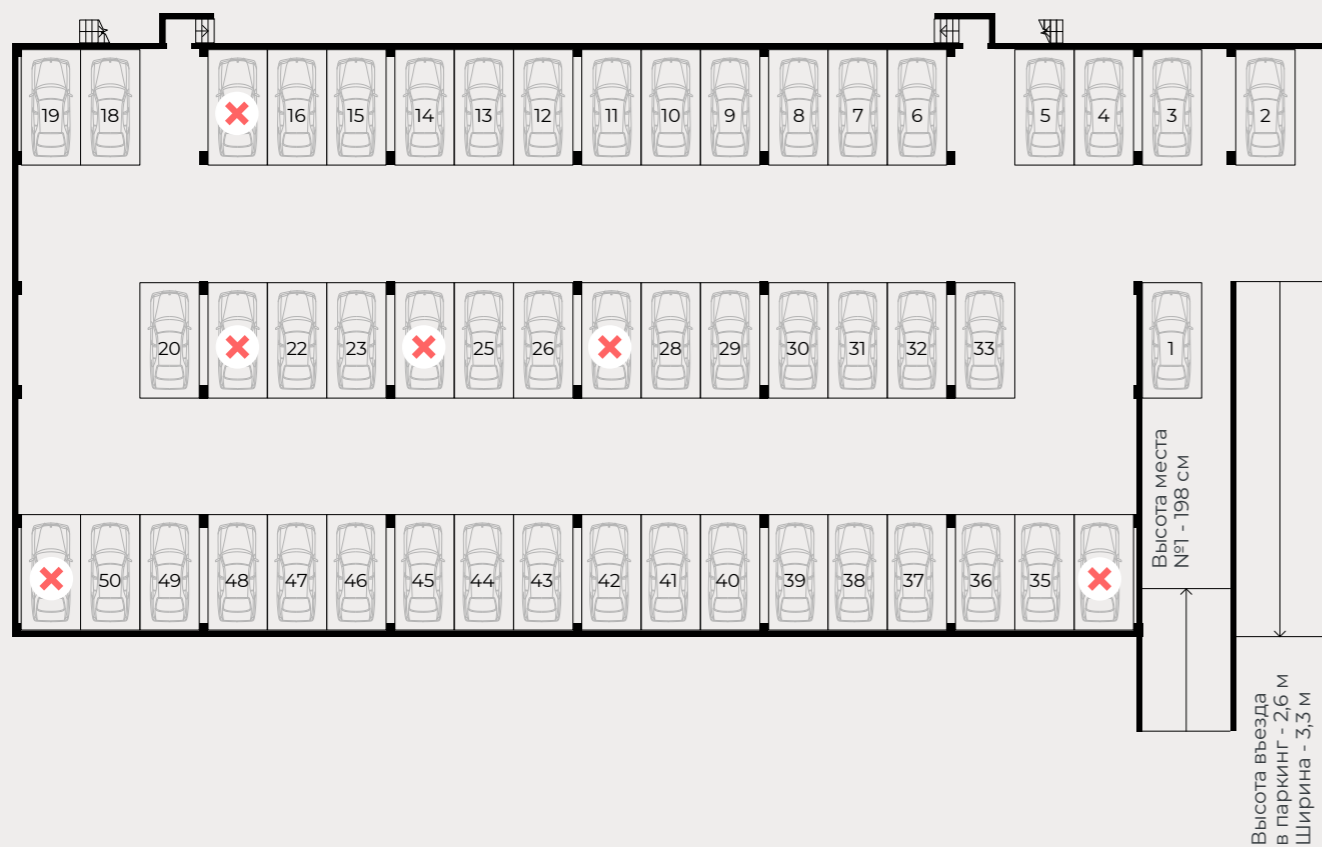 19 18 16 15 14 13 12 11 10 9 8 7 6 5 4 3 2
20 22 23 25 26 28 29 30 31 32 33 1
Высота места
№1 - 198 см
50 49 48 47 46 45 44 43 42 41 40 39 38 37 36 35
Высота въезда
в паркинг - 2,6 м
Ширина - 3,3 м